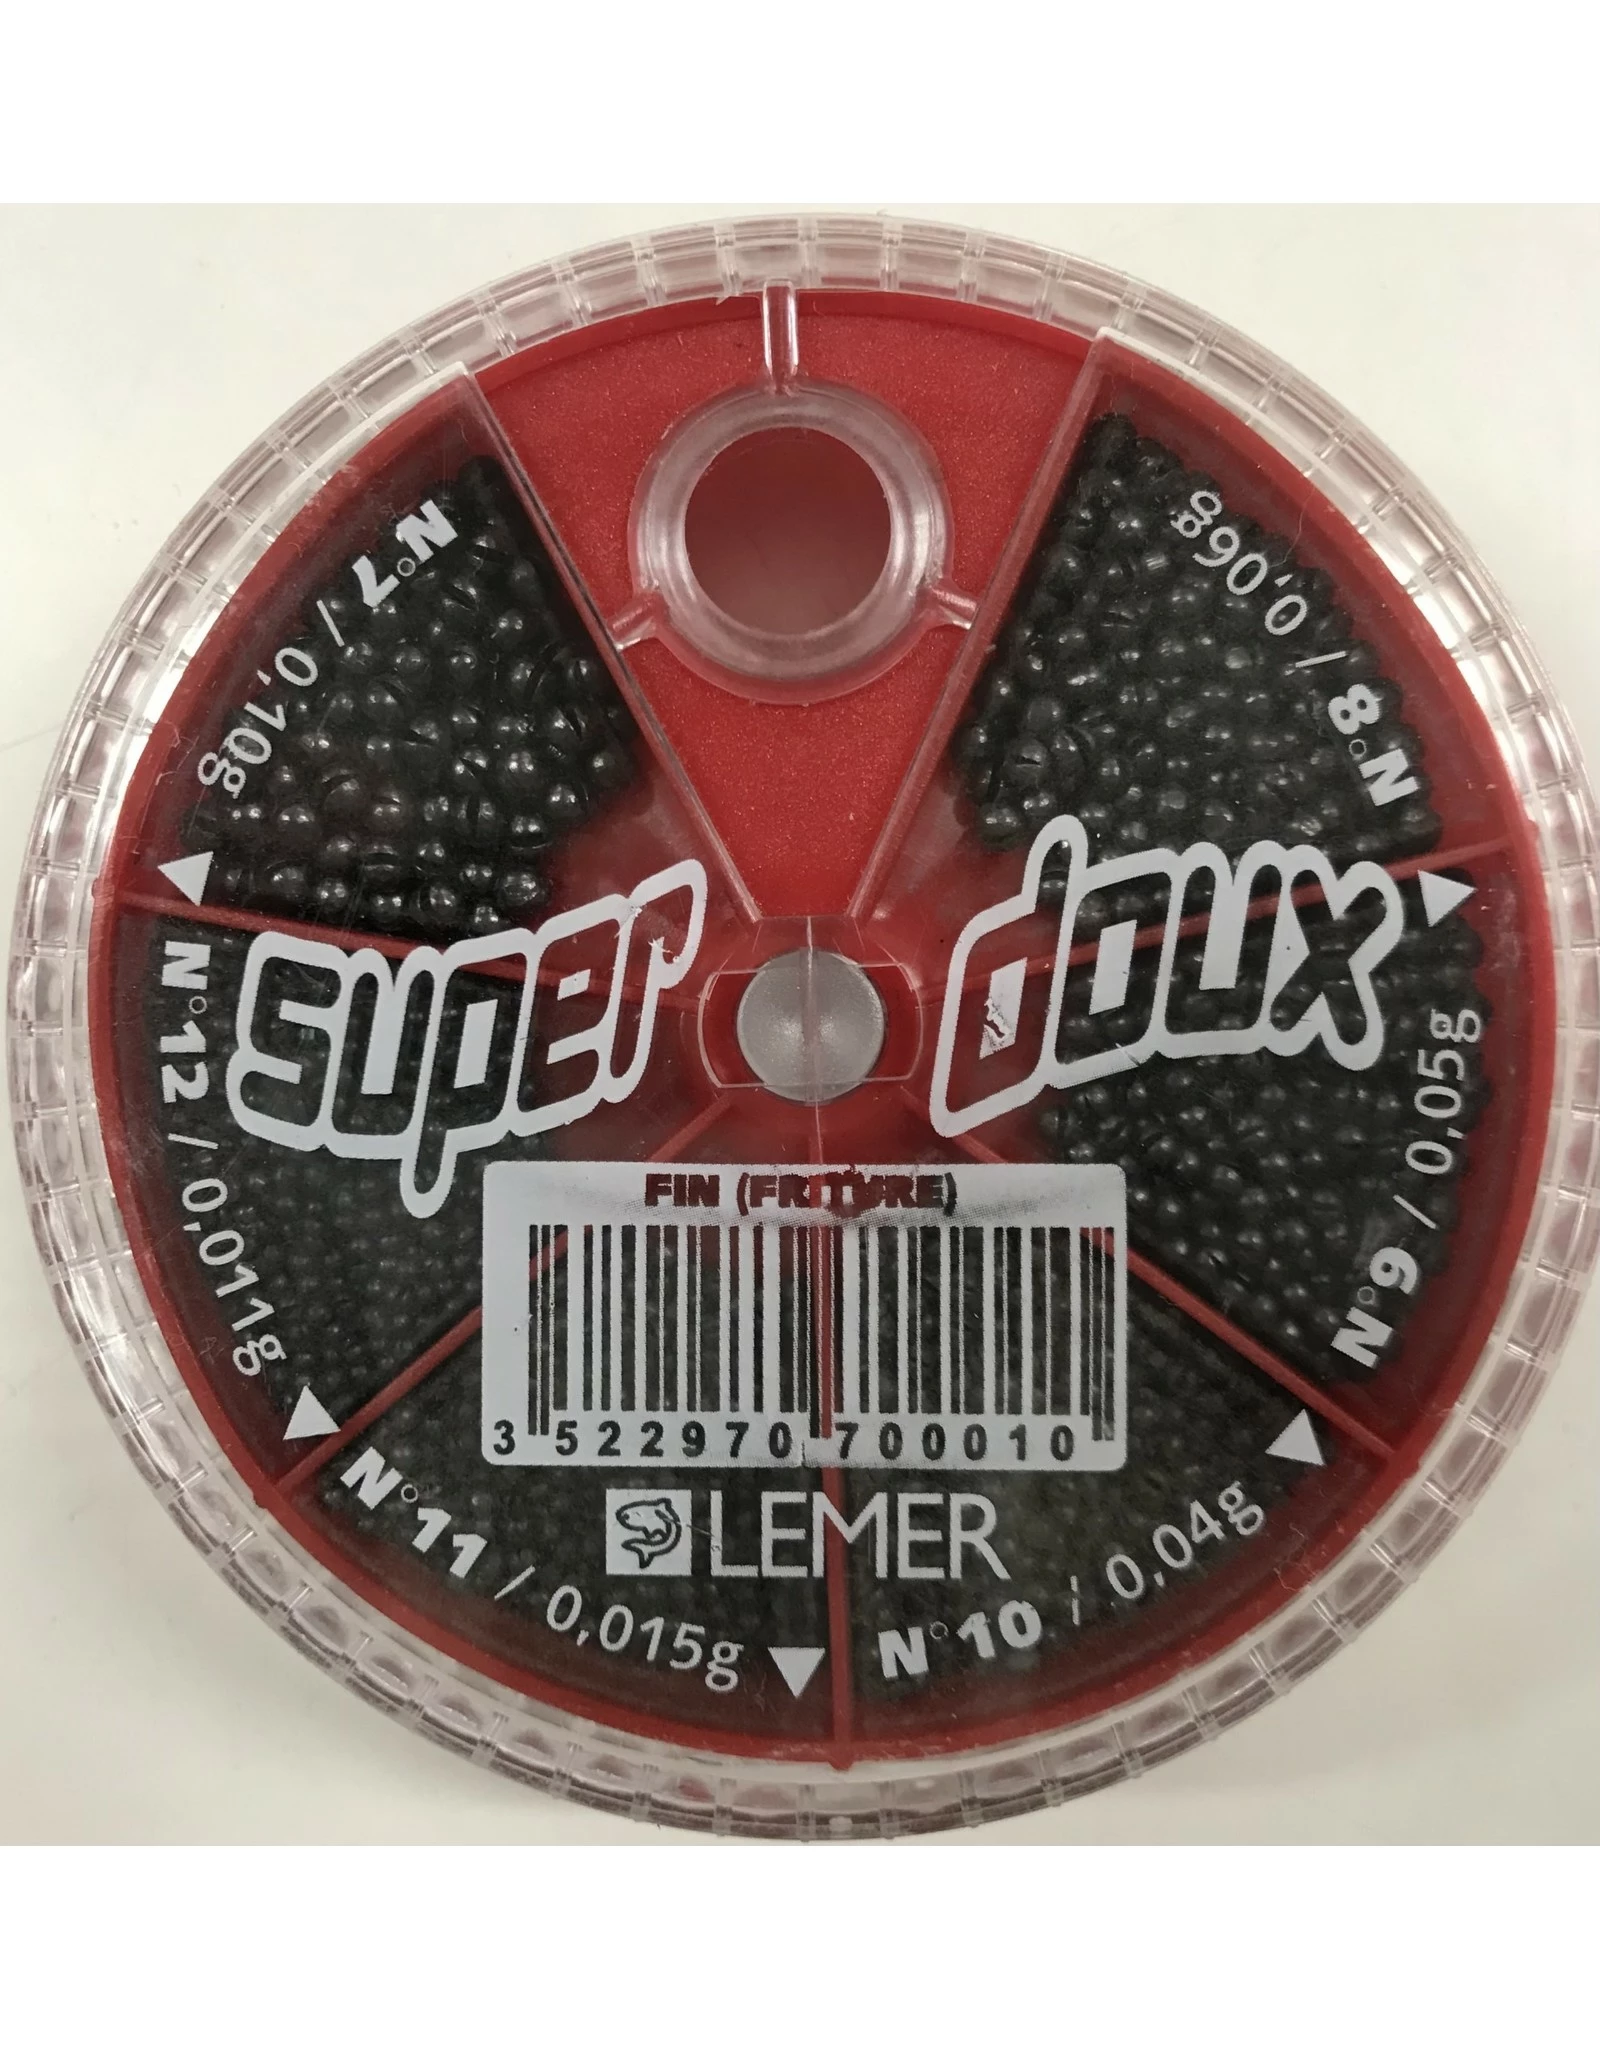 N°7 / 0,10g
N°8 / 0,06g
super doux
N°12 / 0,011g
N°9 / 0,05g
FIN (FRITURE)
3 522970 700010
LEMER
N°11 / 0,015g
N°10 / 0,04g